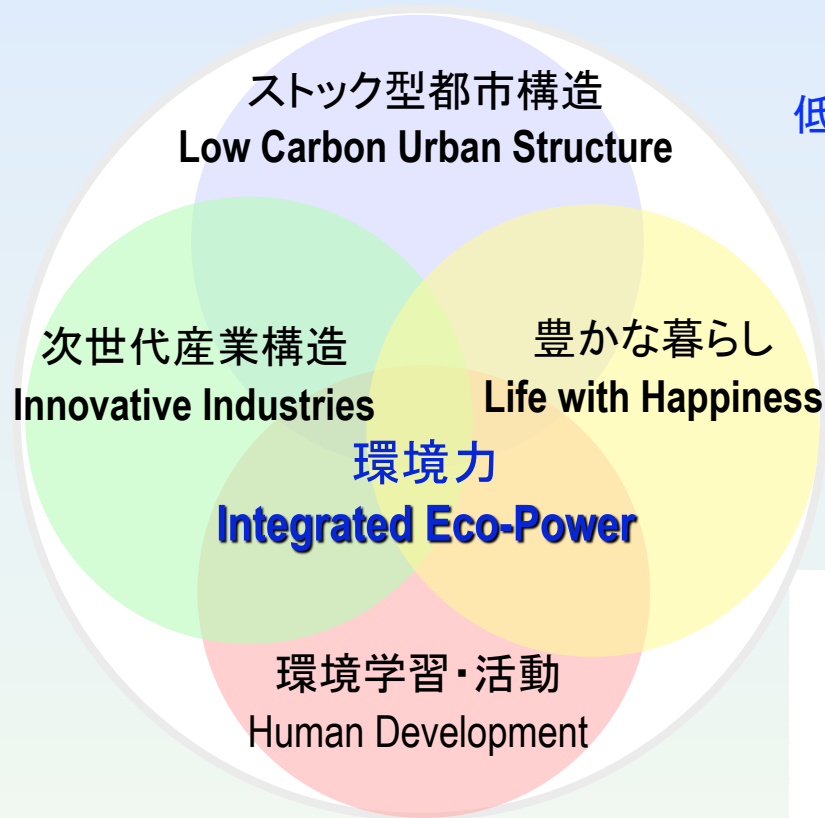 ストック型都市構造
Low Carbon Urban Structure
低
次世代産業構造
Innovative Industries
豊かな暮らし
Life with Happiness
環境力
Integrated Eco-Power
環境学習・活動
Human Development